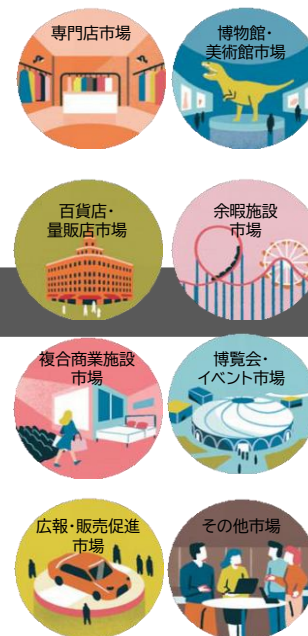 専門店市場
博物館・
美術館市場
百貨店・
量販店市場
余暇施設
市場
複合商業施設
市場
博覧会・
イベント市場
広報・販売促進
市場
その他市場